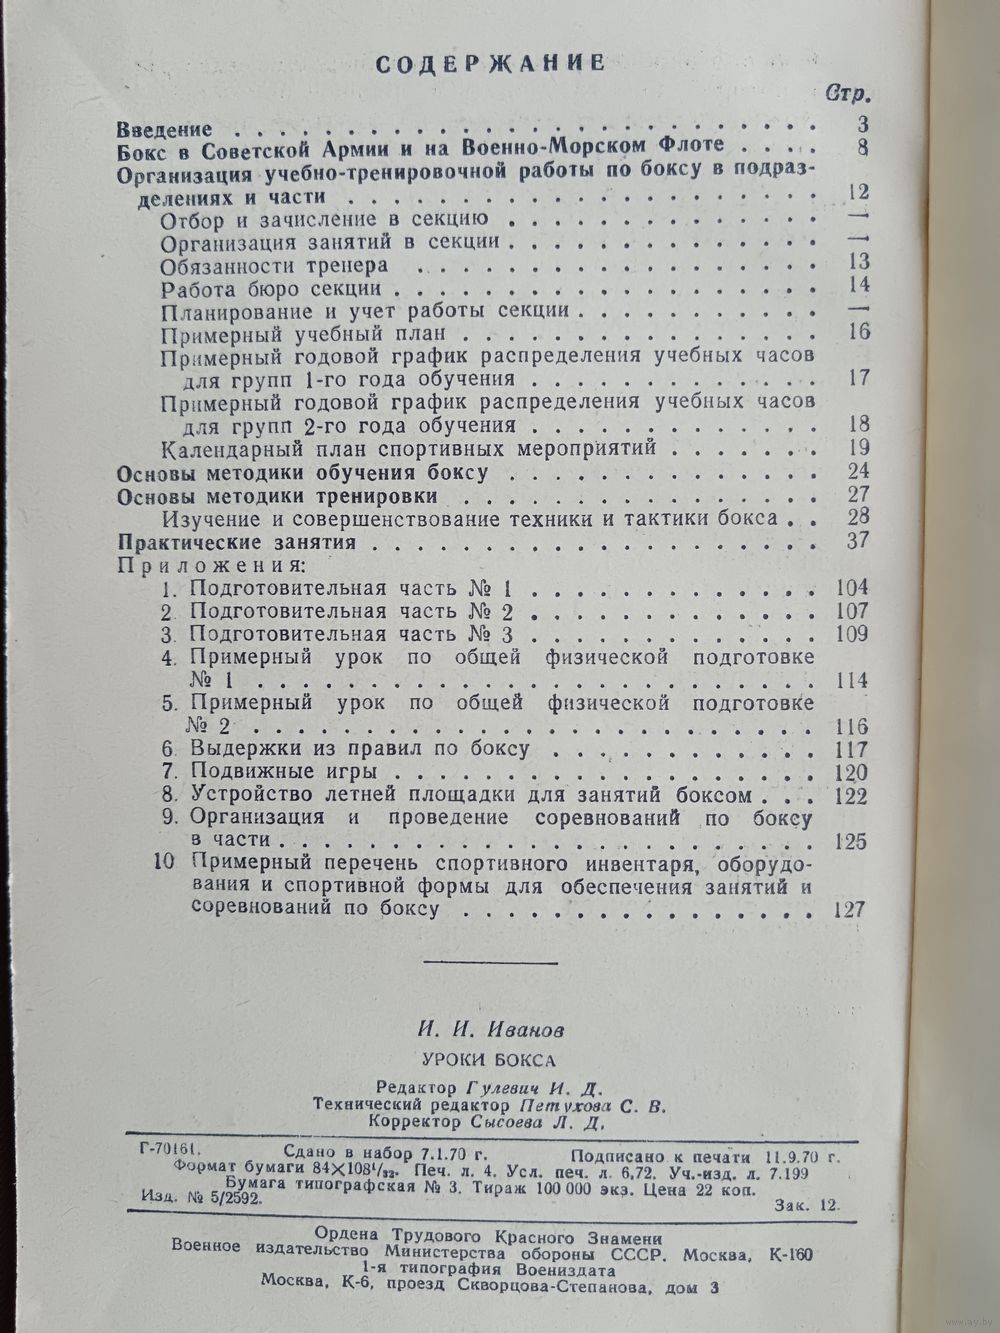 СОДЕРЖАНИЕ
Стр.
Введение . . . . . . . . . . . . . . . . . . . . . . . . . 3
Бокс в Советской Армии и на Военно-Морском Флоте . . . . 8
Организация учебно-тренировочной работы по боксу в подраз-
делениях и части . . . . . . . . . . . . . . . . . . . . . 12
Отбор и зачисление в секцию . . . . . . . . . . . . . . —
Организация занятий в секции . . . . . . . . . . . . . . —
Обязанности тренера . . . . . . . . . . . . . . . . . . 13
Работа бюро секции . . . . . . . . . . . . . . . . . . . 14
Планирование и учет работы секции . . . . . . . . . . . —
Примерный учебный план . . . . . . . . . . . . . . . . 16
Примерный годовой график распределения учебных часов
для групп 1-го года обучения . . . . . . . . . . . . . 17
Примерный годовой график распределения учебных часов
для групп 2-го года обучения . . . . . . . . . . . . . 18
Календарный план спортивных мероприятий . . . . . . . 19
Основы методики обучения боксу . . . . . . . . . . . . . . 24
Основы методики тренировки . . . . . . . . . . . . . . . . 27
Изучение и совершенствование техники и тактики бокса . . 28
Практические занятия . . . . . . . . . . . . . . . . . . . . 37
Приложения:
1. Подготовительная часть № 1 . . . . . . . . . . . . . 104
2. Подготовительная часть № 2 . . . . . . . . . . . . . 107
3. Подготовительная часть № 3 . . . . . . . . . . . . . 109
4. Примерный урок по общей физической подготовке
№ 1 . . . . . . . . . . . . . . . . . . . . . . . . . 114
5. Примерный урок по общей физической подготовке
№ 2 . . . . . . . . . . . . . . . . . . . . . . . . . 116
6. Выдержки из правил по боксу . . . . . . . . . . . . 117
7. Подвижные игры . . . . . . . . . . . . . . . . . . . 120
8. Устройство летней площадки для занятий боксом . . . 122
9. Организация и проведение соревнований по боксу
в части . . . . . . . . . . . . . . . . . . . . . . . . 125
10 Примерный перечень спортивного инвентаря, оборудо-
вания и спортивной формы для обеспечения занятий и
соревнований по боксу . . . . . . . . . . . . . . . . 127
И. И. Иванов
УРОКИ БОКСА
Редактор Гулевич И. Д.
Технический редактор Петухова С. В.
Корректор Сысоева Л. Д.
Г-70161. Сдано в набор 7.1.70 г. Подписано к печати 11.9.70 г.
Формат бумаги 84×108¹/₃₂. Печ. л. 4. Усл. печ. л. 6,72. Уч.-изд. л. 7.199
Бумага типографская № 3. Тираж 100 000 экз. Цена 22 коп.
Изд. № 5/2592. Зак. 12.
Ордена Трудового Красного Знамени
Военное издательство Министерства обороны СССР. Москва, К-160
1-я типография Воениздата
Москва, К-6, проезд Скворцова-Степанова, дом 3
www.ay.by